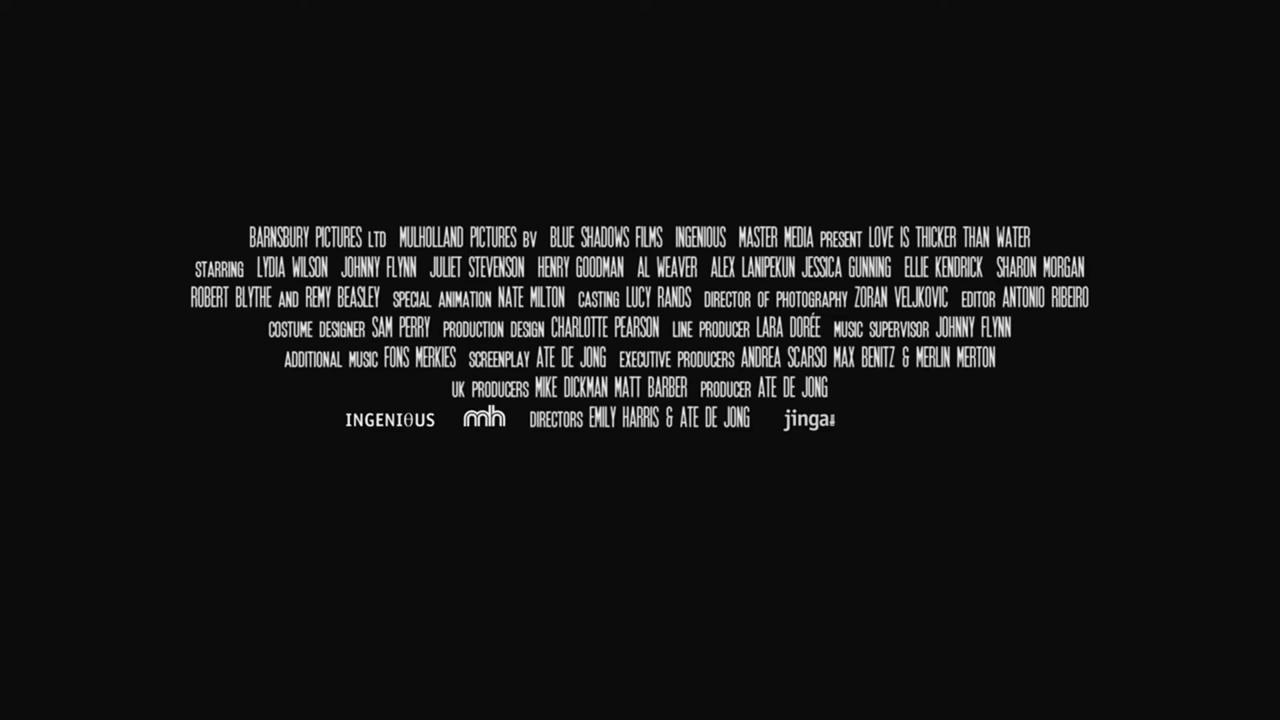 BARNSBURY PICTURES LTD MULHOLLAND PICTURES BV BLUE SHADOWS FILMS INGENIOUS MASTER MEDIA PRESENT LOVE IS THICKER THAN WATER
STARRING LYDIA WILSON JOHNNY FLYNN JULIET STEVENSON HENRY GOODMAN AL WEAVER ALEX LANIPEKUN JESSICA GUNNING ELLIE KENDRICK SHARON MORGAN
ROBERT BLYTHE AND REMY BEASLEY SPECIAL ANIMATION NATE MILTON CASTING LUCY RANDS DIRECTOR OF PHOTOGRAPHY ZORAN VELJKOVIC EDITOR ANTONIO RIBEIRO
COSTUME DESIGNER SAM PERRY PRODUCTION DESIGN CHARLOTTE PEARSON LINE PRODUCER LARA DORÉE MUSIC SUPERVISOR JOHNNY FLYNN
ADDITIONAL MUSIC FONS MERKIES SCREENPLAY ATE DE JONG EXECUTIVE PRODUCERS ANDREA SCARSO MAX BENITZ & MERLIN MERTON
UK PRODUCERS MIKE DICKMAN MATT BARBER PRODUCER ATE DE JONG
INGENIOUS mh DIRECTORS EMILY HARRIS & ATE DE JONG jinga